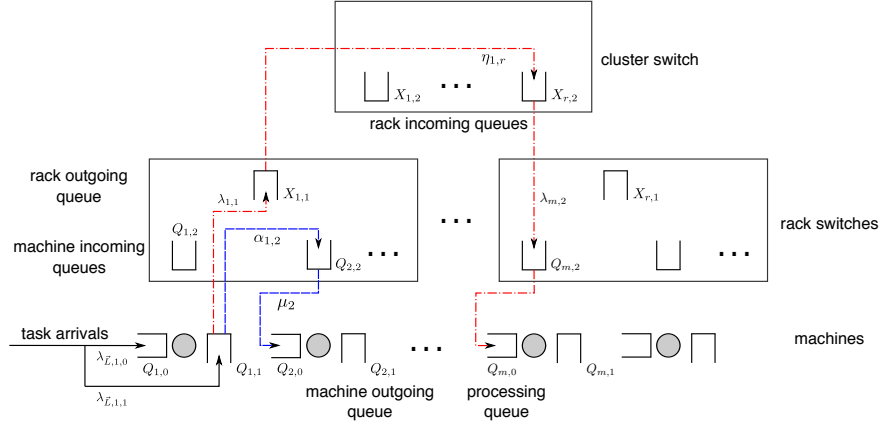 η1,r
cluster switch
X1,2
• • •
Xr,2
rack incoming queues
rack outgoing
queue
λ1,1
X1,1
λm,2
Xr,1
Q1,2
α1,2
• • •
rack switches
machine incoming
queues
Q2,2
• • •
Qm,2
• • •
μ2
task arrivals
machines
λL⃗,1,0
Q1,0
Q1,1
Q2,0
Q2,1
• • •
Qm,0
Qm,1
λL⃗,1,1
machine outgoing
queue
processing
queue